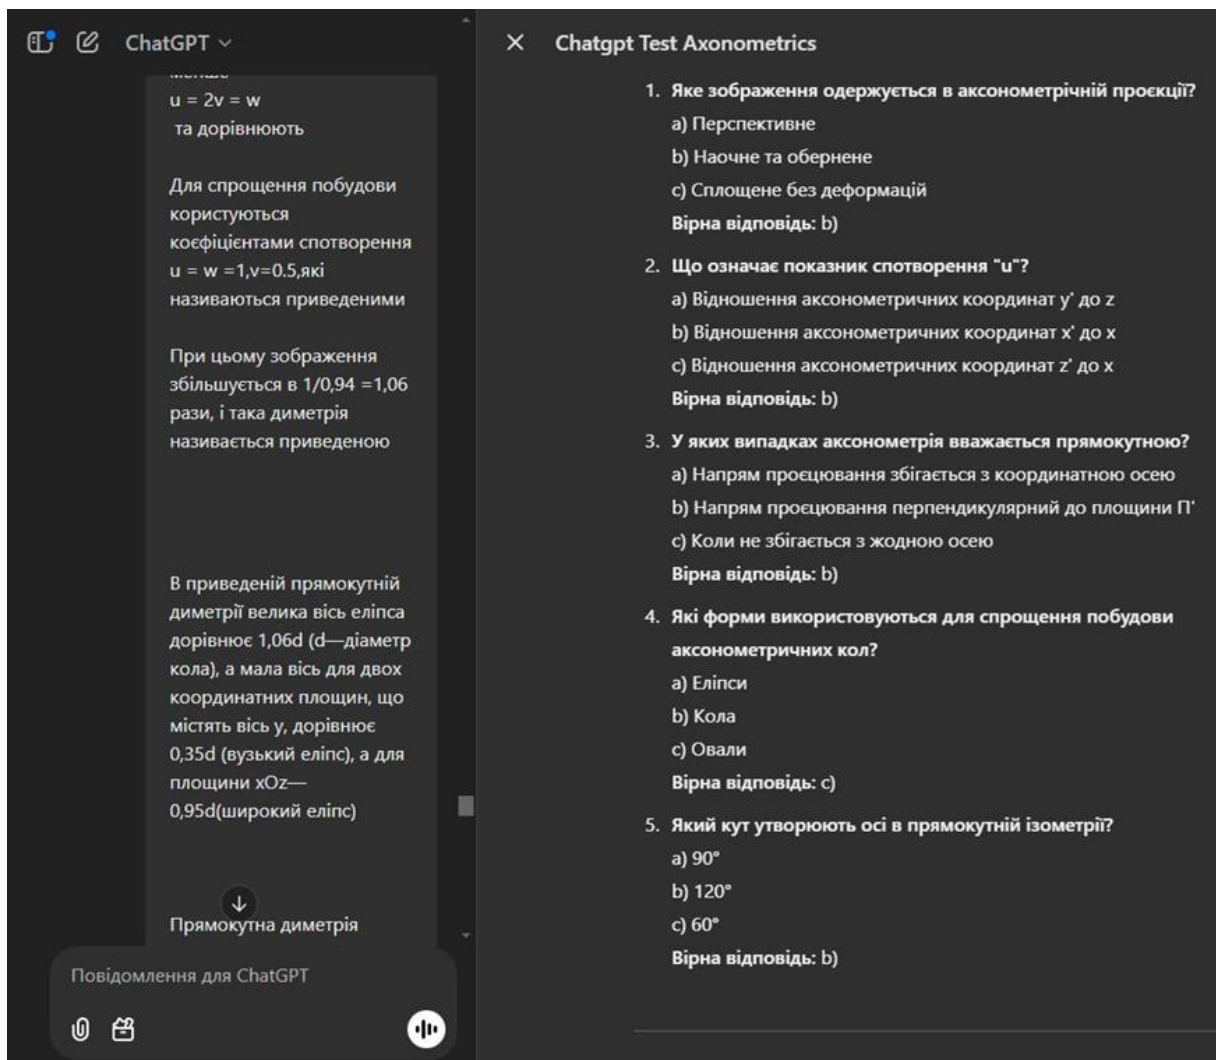 ChatGPT
u = 2v = w
та дорівнюють
Для спрощення побудови
користуються
коєфіцієнтами спотворення
u = w =1,v=0.5,які
називаються приведеними
При цьому зображення
збільшується в 1/0,94 =1,06
рази, і така диметрія
називається приведеною
В приведеній прямокутній
диметрії велика вісь еліпса
дорівнює 1,06d (d—діаметр
кола), а мала вісь для двох
координатних площин, що
містять вісь y, дорівнює
0,35d (вузький еліпс), а для
площини xOz—
0,95d(широкий еліпс)
Прямокутна диметрія
Повідомлення для ChatGPT
Chatgpt Test Axonometrics
1. Яке зображення одержується в аксонометрічній проєкції?
a) Перспективне
b) Наочне та обернене
c) Сплощене без деформацій
Вірна відповідь: b)
2. Що означає показник спотворення "u"?
a) Відношення аксонометричних координат y' до z
b) Відношення аксонометричних координат x' до x
c) Відношення аксонометричних координат z' до x
Вірна відповідь: b)
3. У яких випадках аксонометрія вважається прямокутною?
a) Напрям проєцювання збігається з координатною осею
b) Напрям проєцювання перпендикулярний до площини П'
c) Коли не збігається з жодною осею
Вірна відповідь: b)
4. Які форми використовуються для спрощення побудови
аксонометричних кол?
a) Еліпси
b) Кола
c) Овали
Вірна відповідь: c)
5. Який кут утворюють осі в прямокутній ізометрії?
a) 90°
b) 120°
c) 60°
Вірна відповідь: b)